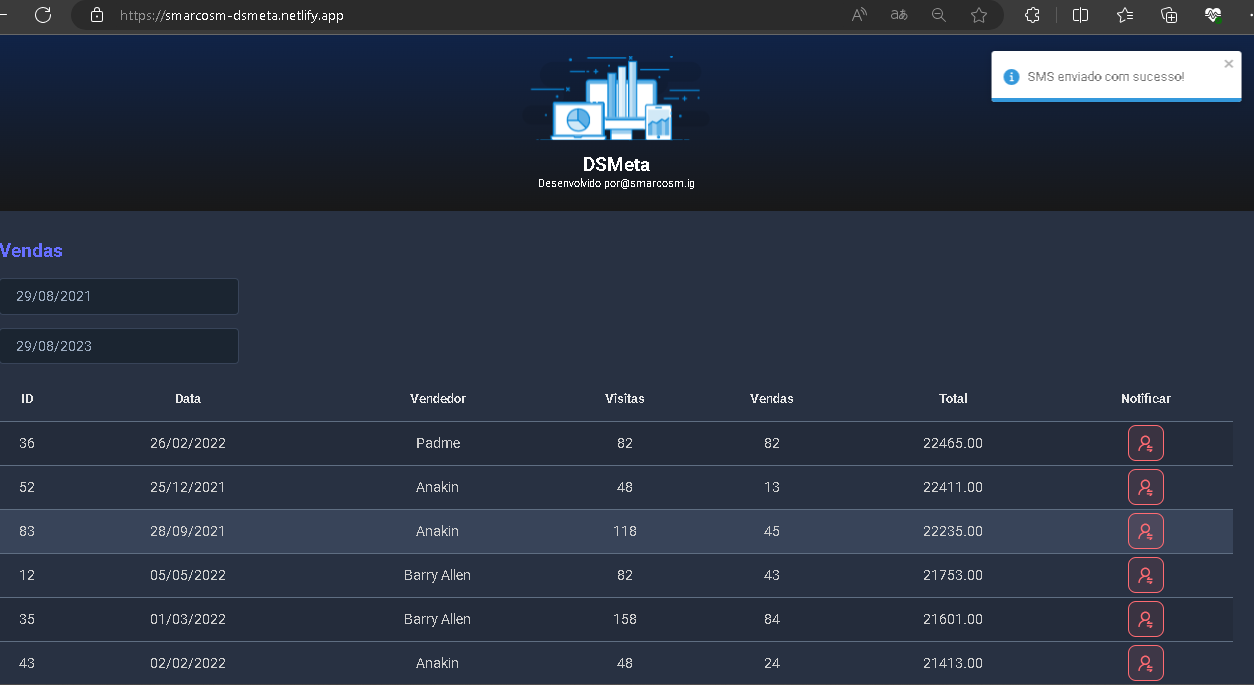 https://smarcosm-dsmeta.netlify.app
SMS enviado com sucesso!
DSMeta
Desenvolvido por@smarcosm.ig
Vendas
29/08/2021
29/08/2023
ID Data Vendedor Visitas Vendas Total Notificar
36 26/02/2022 Padme 82 82 22465.00
52 25/12/2021 Anakin 48 13 22411.00
83 28/09/2021 Anakin 118 45 22235.00
12 05/05/2022 Barry Allen 82 43 21753.00
35 01/03/2022 Barry Allen 158 84 21601.00
43 02/02/2022 Anakin 48 24 21413.00